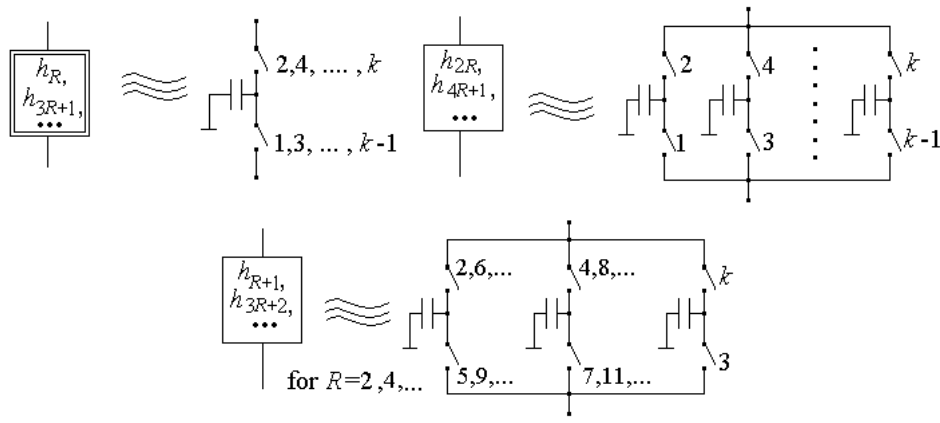 h_R,
h_{3R+1},
•••
2,4, .... , k
1,3, ... , k-1
h_{2R},
h_{4R+1},
•••
2
4
k
1
3
k-1
h_{R+1},
h_{3R+2},
•••
2,6,...
4,8,...
k
5,9,...
7,11,...
3
for R=2,4,...